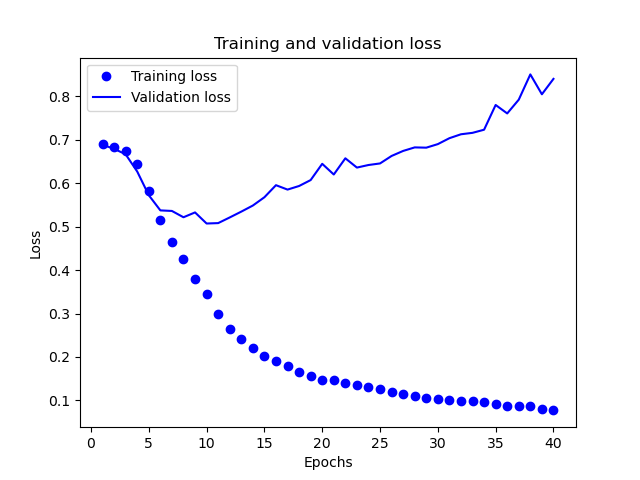 Training and validation loss
Training loss
Validation loss
Loss
0.8
0.7
0.6
0.5
0.4
0.3
0.2
0.1
0 5 10 15 20 25 30 35 40
Epochs